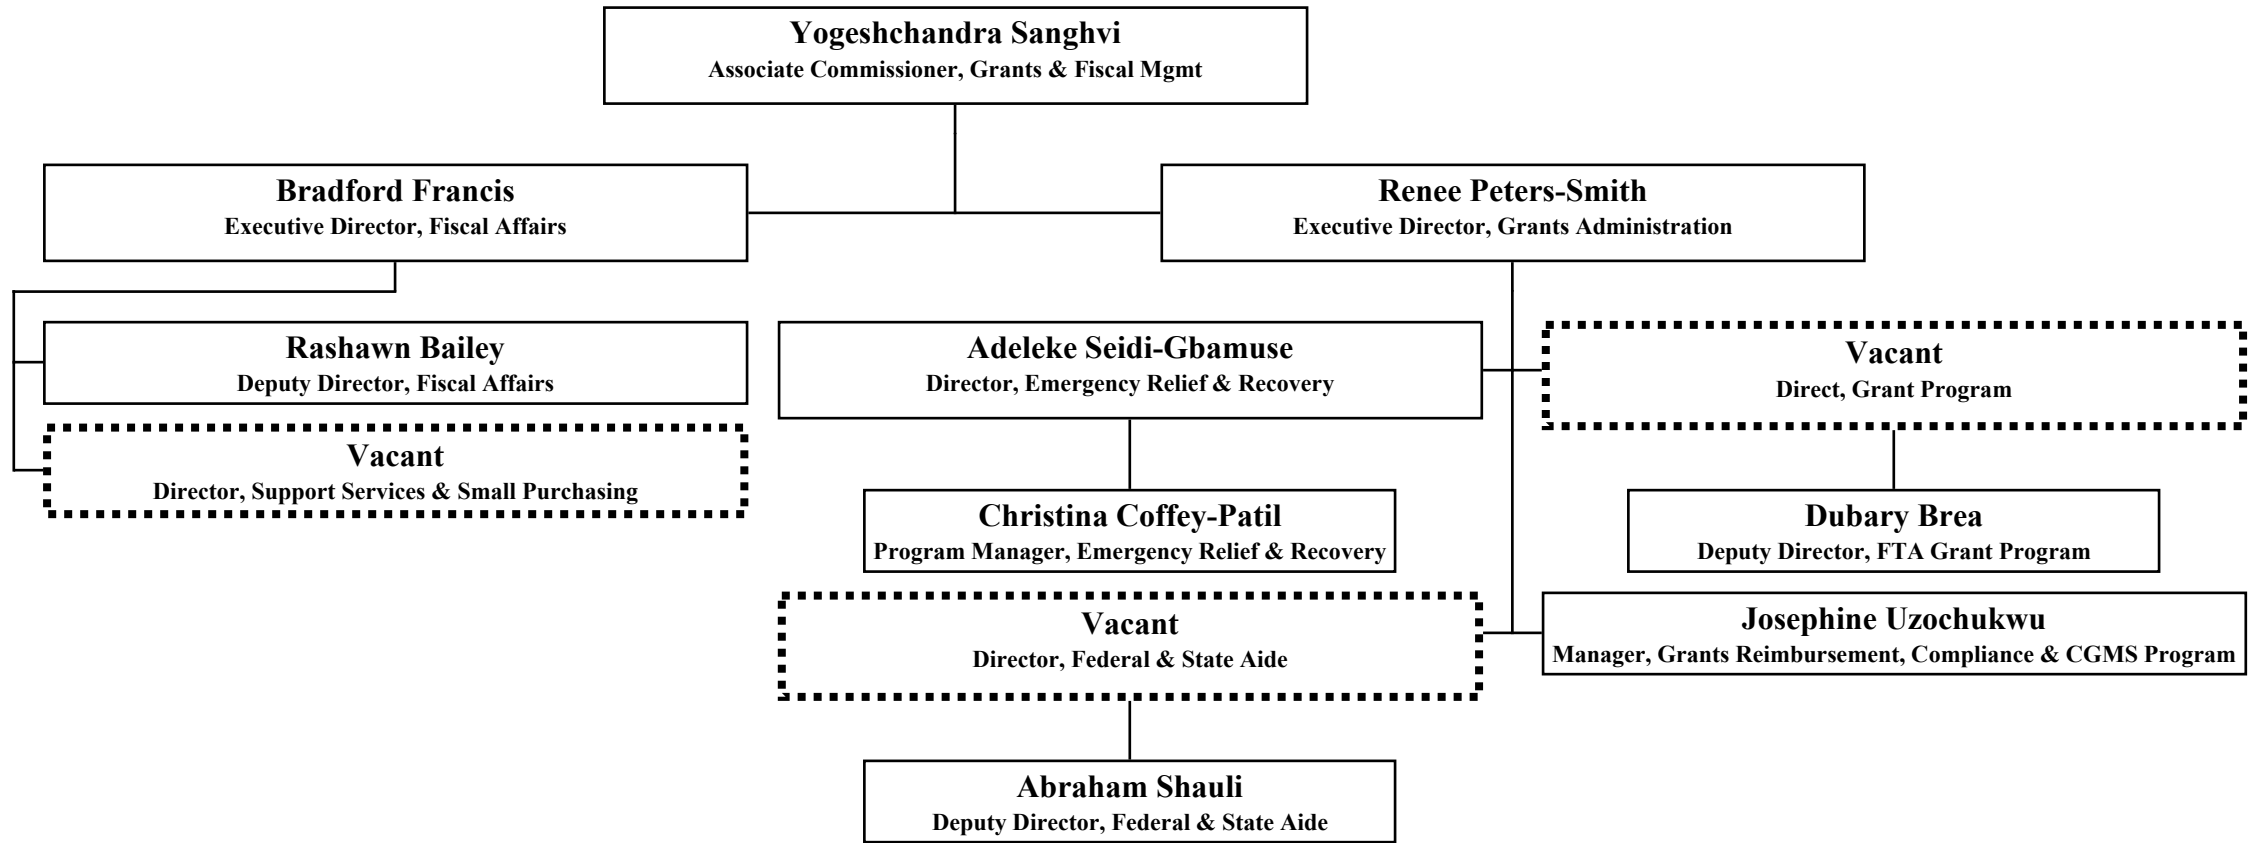 Yogeshchandra Sanghvi
Associate Commissioner, Grants & Fiscal Mgmt
Bradford Francis
Executive Director, Fiscal Affairs
Renee Peters-Smith
Executive Director, Grants Administration
Rashawn Bailey
Deputy Director, Fiscal Affairs
Vacant
Director, Support Services & Small Purchasing
Adeleke Seidi-Gbamuse
Director, Emergency Relief & Recovery
Vacant
Direct, Grant Program
Christina Coffey-Patil
Program Manager, Emergency Relief & Recovery
Dubary Brea
Deputy Director, FTA Grant Program
Vacant
Director, Federal & State Aide
Josephine Uzochukwu
Manager, Grants Reimbursement, Compliance & CGMS Program
Abraham Shauli
Deputy Director, Federal & State Aide